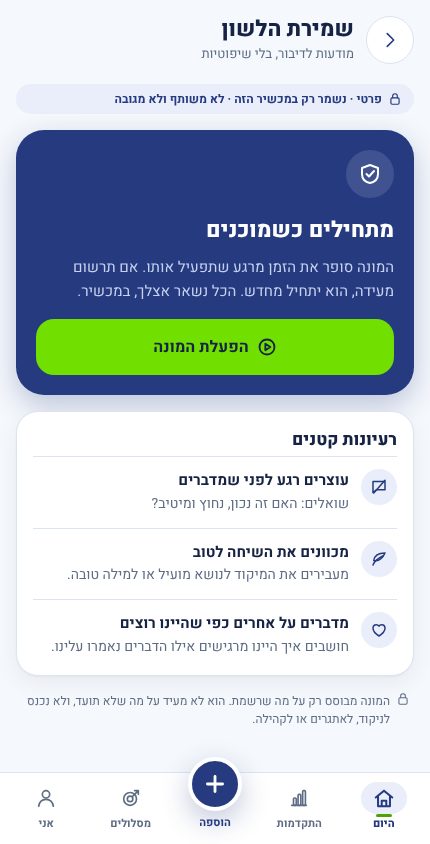 שמירת הלשון
מודעות לדיבור, בלי שיפוטיות
פרטי · נשמר רק במכשיר הזה · לא משותף ולא מגובה
מתחילים כשמוכנים
המונה סופר את הזמן מרגע שתפעיל אותו. אם תרשום
מעידה, הוא יתחיל מחדש. הכל נשאר אצלך, במכשיר.
הפעלת המונה
רעיונות קטנים
עוצרים רגע לפני שמדברים
שואלים: האם זה נכון, נחוץ ומיטיב?
מכוונים את השיחה לטוב
מעבירים את המיקוד לנושא מועיל או למילה טובה.
מדברים על אחרים כפי שהיינו רוצים
חושבים איך היינו מרגישים אילו הדברים נאמרו עלינו.
המונה מבוסס רק על מה שרשמת. הוא לא מעיד על מה שלא תועד, ולא נכנס
לניקוד, לאתגרים או לקהילה.
היום
התקדמות
הוספה
מסלולים
אני